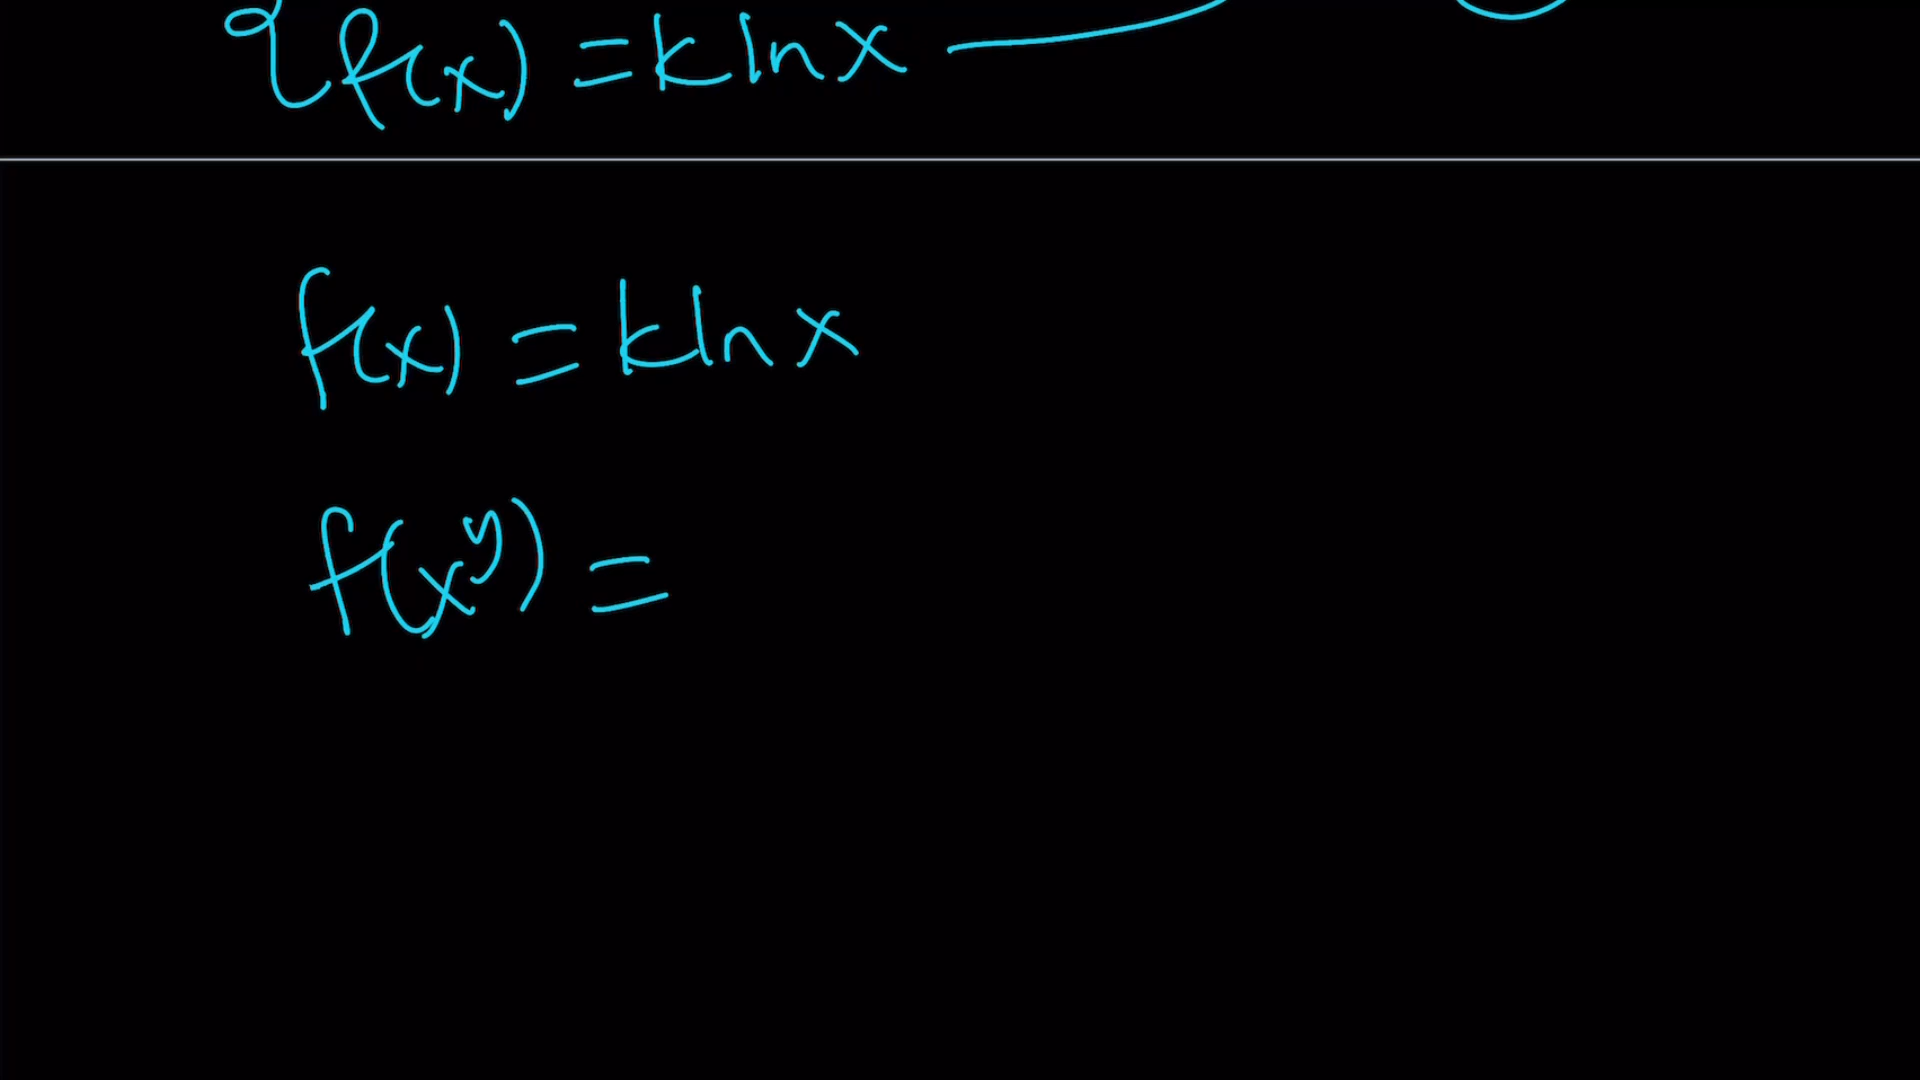 f(x) = k ln x
f(x) = k ln x
f(x^y) =